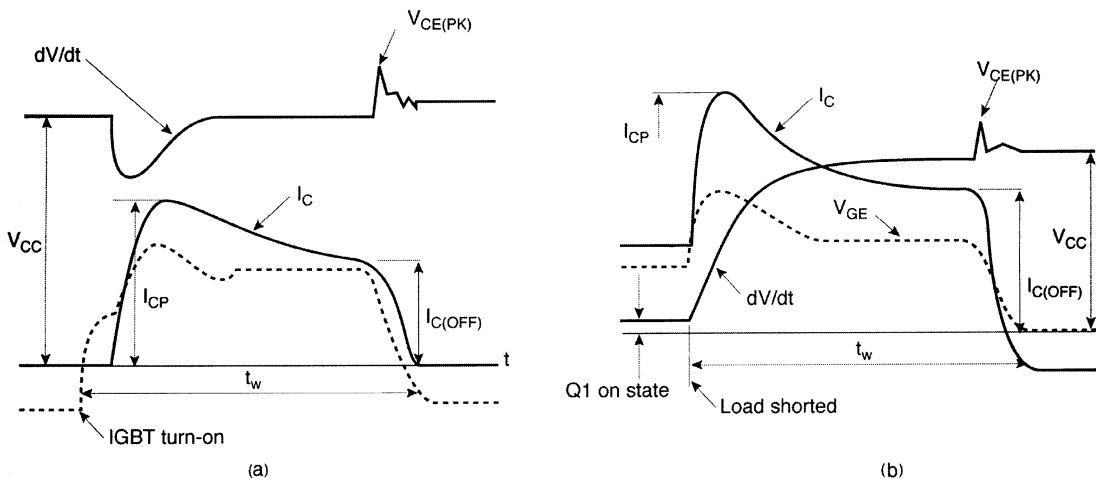 dV/dt
V_CE(PK)
V_CC
I_C
I_CP
I_C(OFF)
t
t_w
IGBT turn-on
(a)
V_CE(PK)
I_C
I_CP
V_GE
V_CC
dV/dt
I_C(OFF)
t_w
Q1 on state
Load shorted
(b)